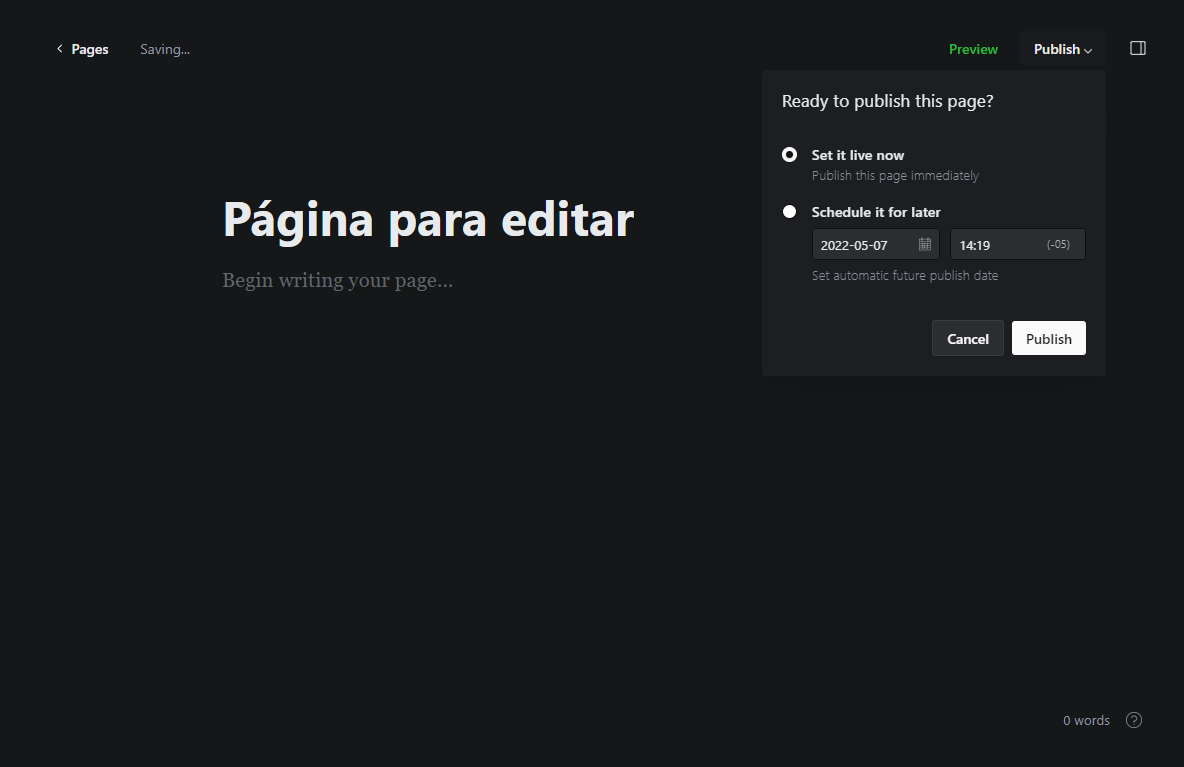 Pages
Saving...
Preview
Publish
Ready to publish this page?
Set it live now
Publish this page immediately
Schedule it for later
2022-05-07
14:19
(-05)
Set automatic future publish date
Cancel
Publish
Página para editar
Begin writing your page...
0 words
?